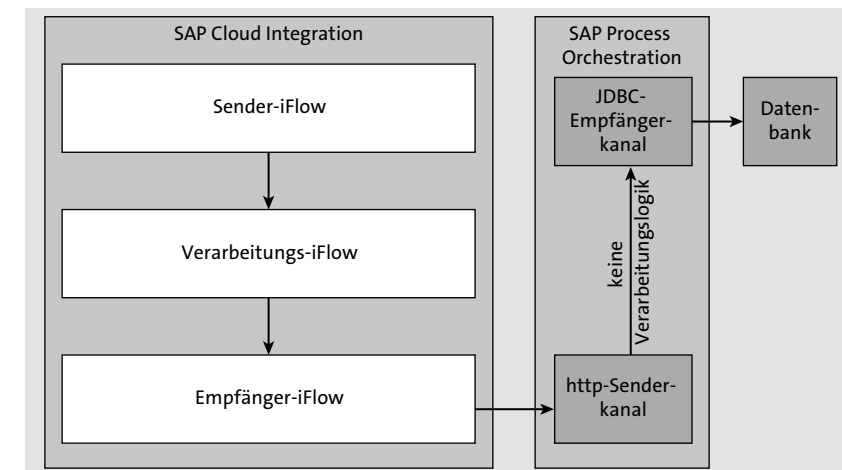 SAP Cloud Integration
Sender-iFlow
Verarbeitungs-iFlow
Empfänger-iFlow
SAP Process
Orchestration
JDBC-
Empfänger-
kanal
keine
Verarbeitungslogik
http-Sender-
kanal
Daten-
bank